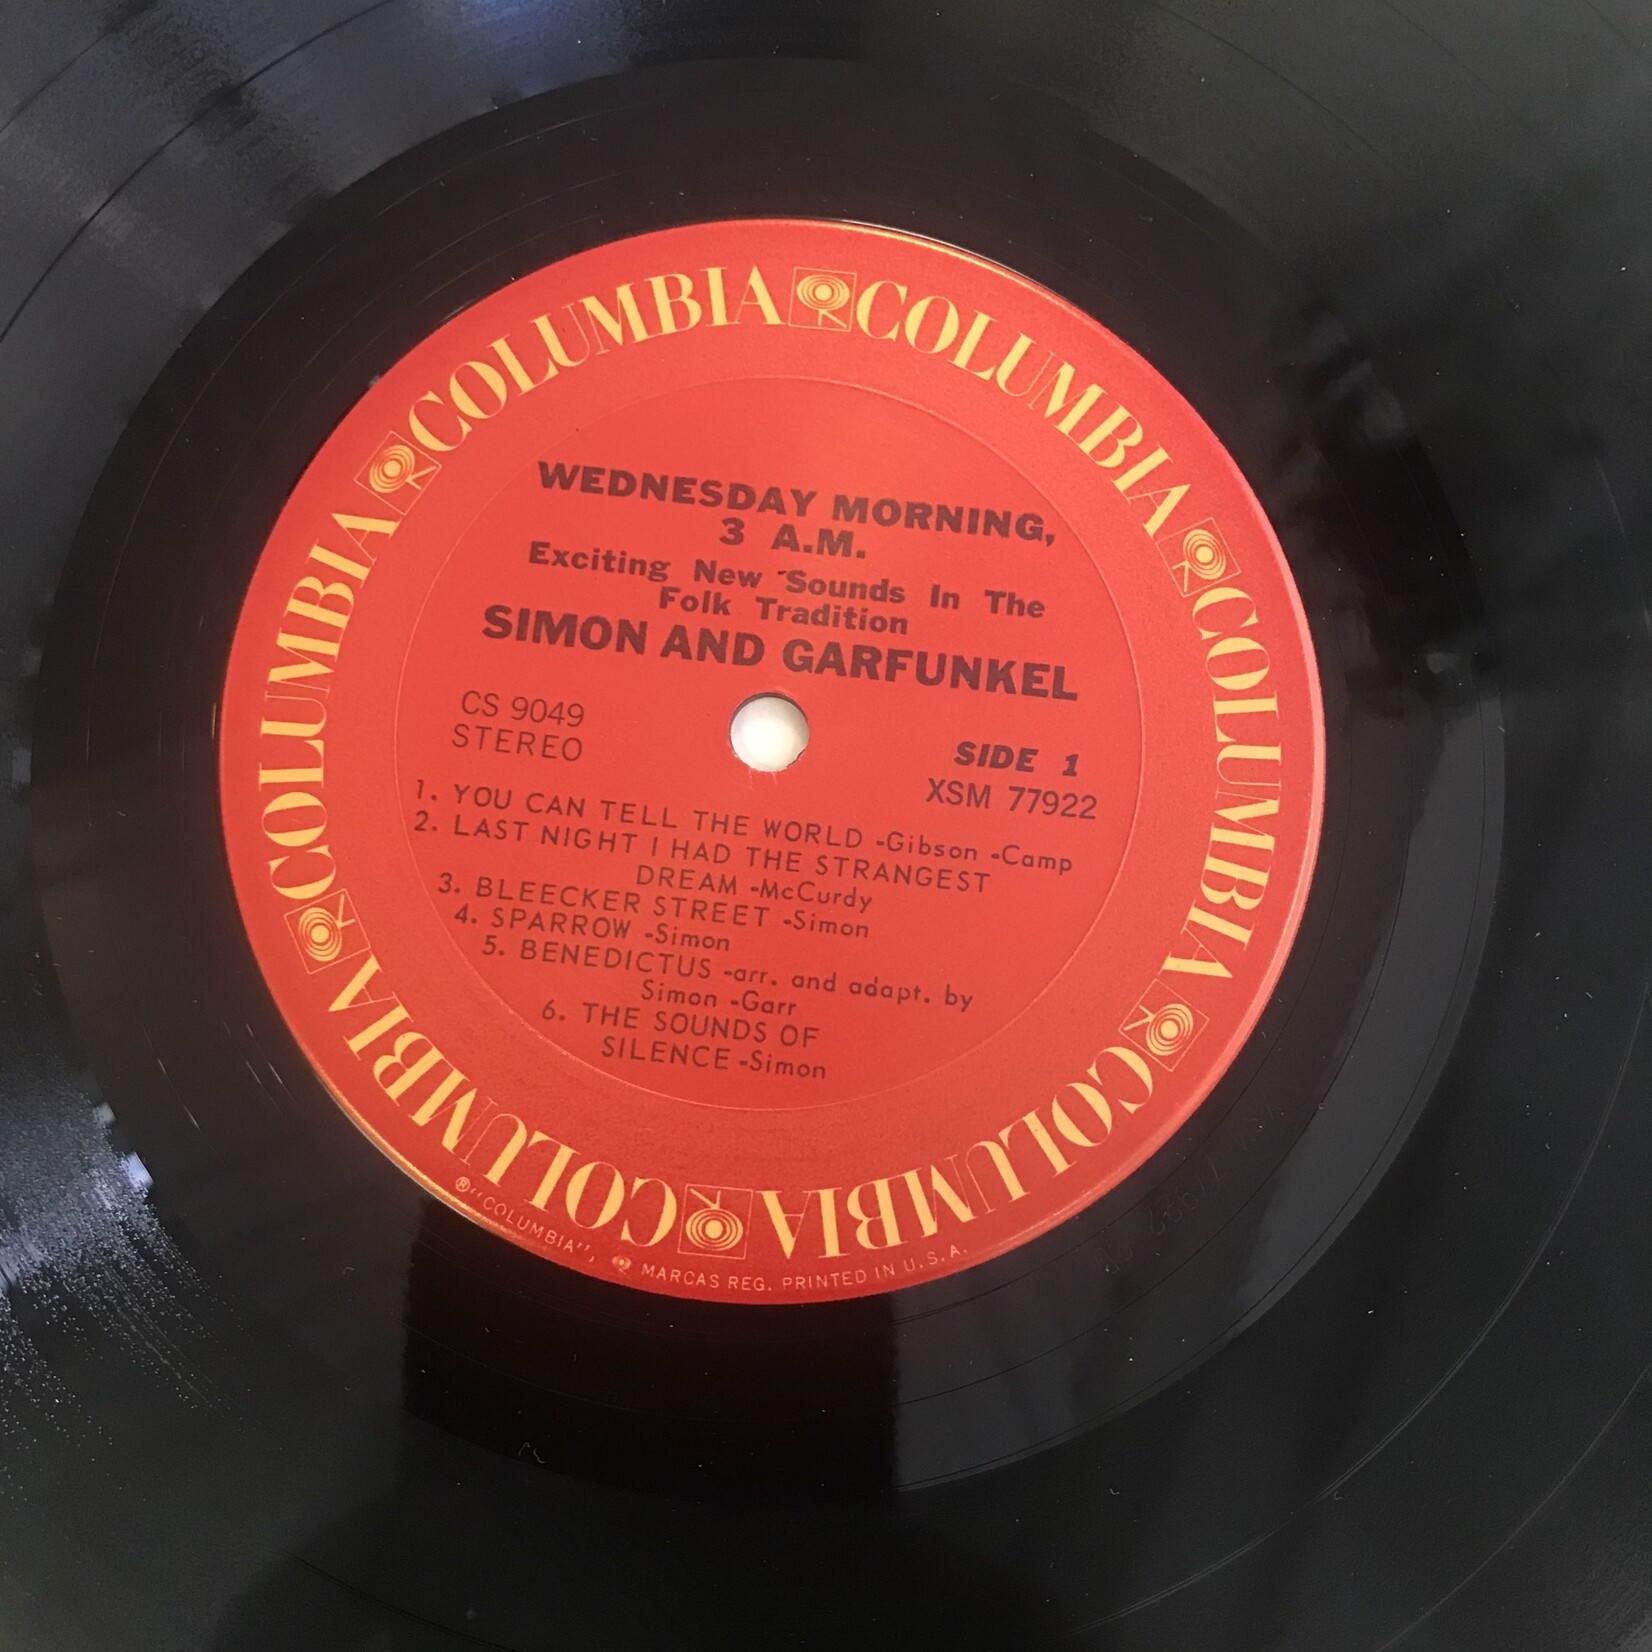 COLUMBIA COLUMBIA COLUMBIA COLUMBIA COLUMBIA COLUMBIA
WEDNESDAY MORNING,
3 A.M.
Exciting New Sounds In The
Folk Tradition
SIMON AND GARFUNKEL
CS 9049
STEREO
SIDE 1
XSM 77922
1. YOU CAN TELL THE WORLD -Gibson -Camp
2. LAST NIGHT I HAD THE STRANGEST
DREAM -McCurdy
3. BLEECKER STREET -Simon
4. SPARROW -Simon
5. BENEDICTUS -arr. and adapt. by
Simon -Garr
6. THE SOUNDS OF
SILENCE -Simon
® "COLUMBIA", MARCAS REG. PRINTED IN U.S.A.